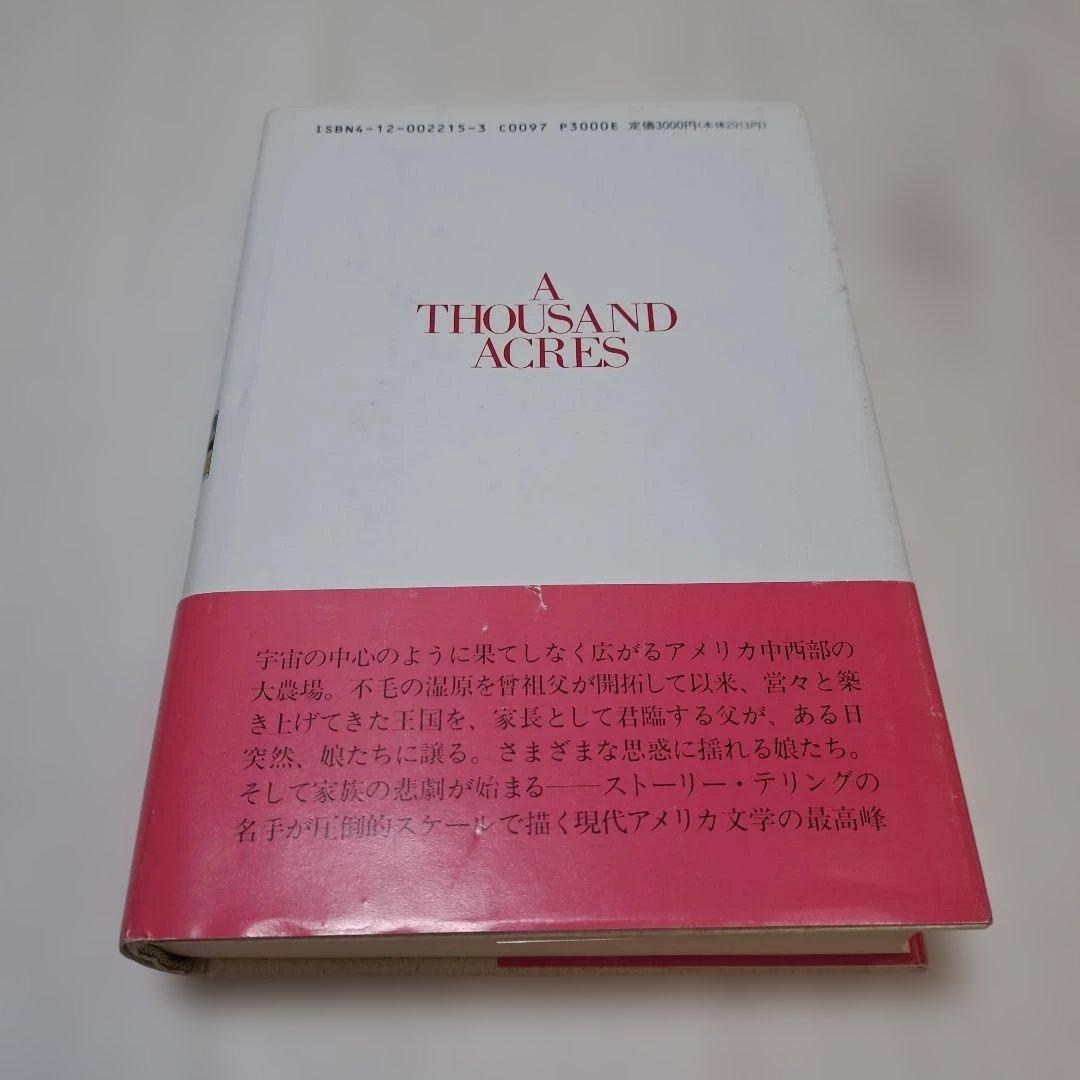 ISBN4-12-002215-3 C0097 P3000E 定価3000円(本体2913円)
A
THOUSAND
ACRES
宇宙の中心のように果てしなく広がるアメリカ中西部の
大農場。不毛の湿原を曾祖父が開拓して以来、営々と築
き上げてきた王国を、家長として君臨する父が、ある日
突然、娘たちに譲る。さまざまな思惑に揺れる娘たち。
そして家族の悲劇が始まる――ストーリー・テリングの
名手が圧倒的スケールで描く現代アメリカ文学の最高峰